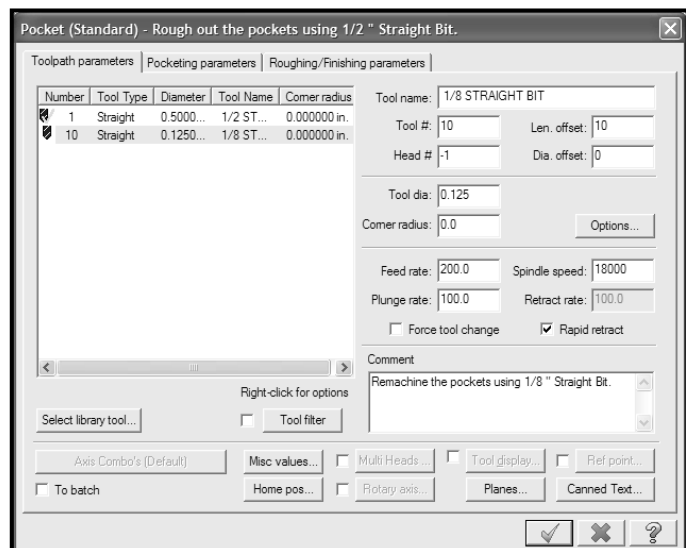 Pocket (Standard) - Rough out the pockets using 1/2 " Straight Bit.
Toolpath parameters Pocketing parameters Roughing/Finishing parameters
Number Tool Type Diameter Tool Name Corner radius
1 Straight 0.5000... 1/2 ST... 0.000000 in.
10 Straight 0.1250... 1/8 ST... 0.000000 in.
Right-click for options
Select library tool...
Tool filter
Tool name: 1/8 STRAIGHT BIT
Tool #: 10 Len. offset: 10
Head # -1 Dia. offset: 0
Tool dia: 0.125
Corner radius: 0.0 Options...
Feed rate: 200.0 Spindle speed: 18000
Plunge rate: 100.0 Retract rate: 100.0
Force tool change Rapid retract
Comment
Remachine the pockets using 1/8 " Straight Bit.
Axis Combo's (Default) Misc values... Multi Heads ... Tool display... Ref point...
To batch Home pos... Rotary axis... Planes... Canned Text...